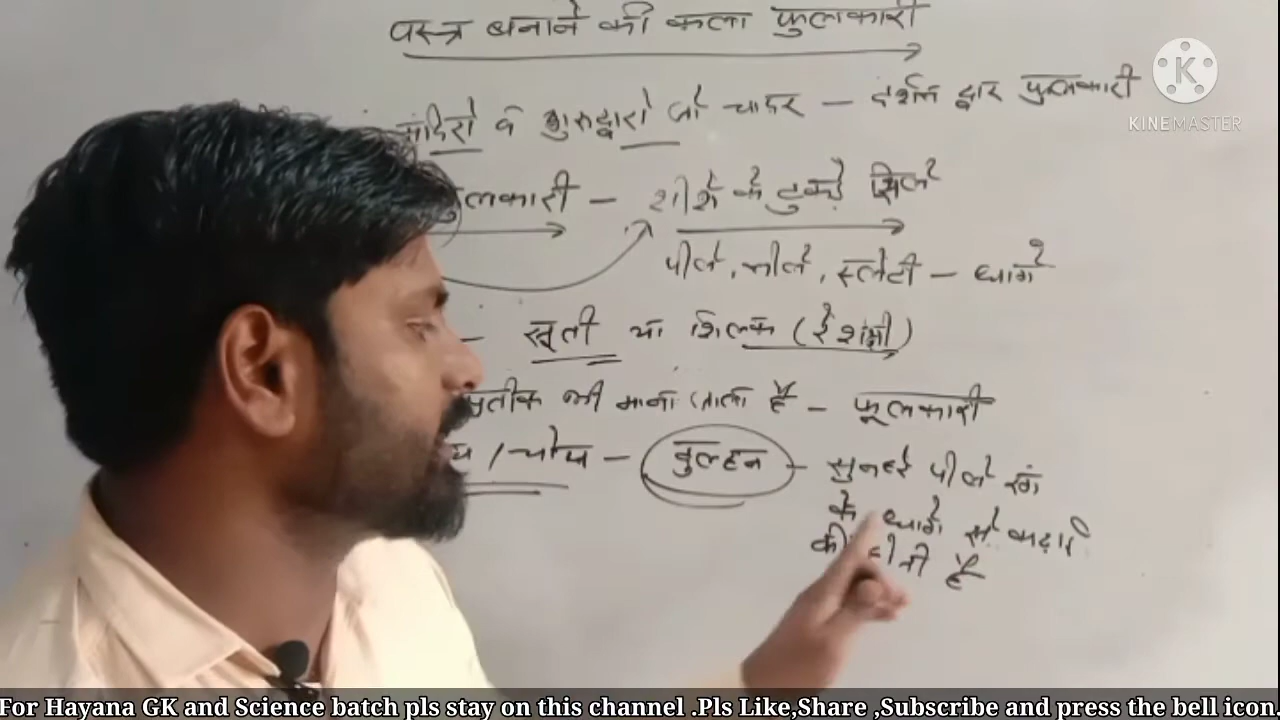 वस्त्र बनाने की कला फुलकारी
मंदिरो व गुरुद्वारो की चादर – दर्शन द्वार फुलकारी
फुलकारी – शीशे के टुकड़े सिले
पीले, नीले, स्लेटी – धागे
– सूती या शिल्क (रेशमी)
प्रतीक भी माना जाता है – फूलकारी
/ चोप – दुल्हन – सुनहरे पीले रंग
के धागे से कढ़ाई
की होती है
KINEMASTER
For Hayana GK and Science batch pls stay on this channel .Pls Like,Share ,Subscribe and press the bell icon.